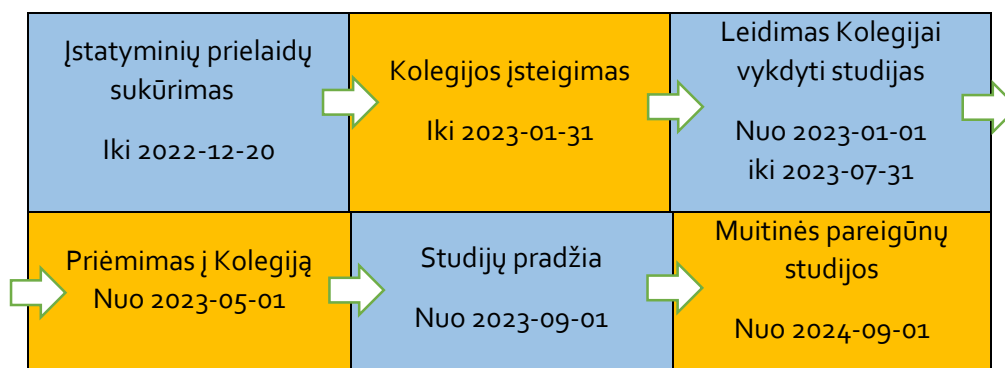 Įstatyminių prielaidų
sukūrimas
Iki 2022-12-20
Kolegijos įsteigimas
Iki 2023-01-31
Leidimas Kolegijai
vykdyti studijas
Nuo 2023-01-01
iki 2023-07-31
Priėmimas į Kolegiją
Nuo 2023-05-01
Studijų pradžia
Nuo 2023-09-01
Muitinės pareigūnų
studijos
Nuo 2024-09-01